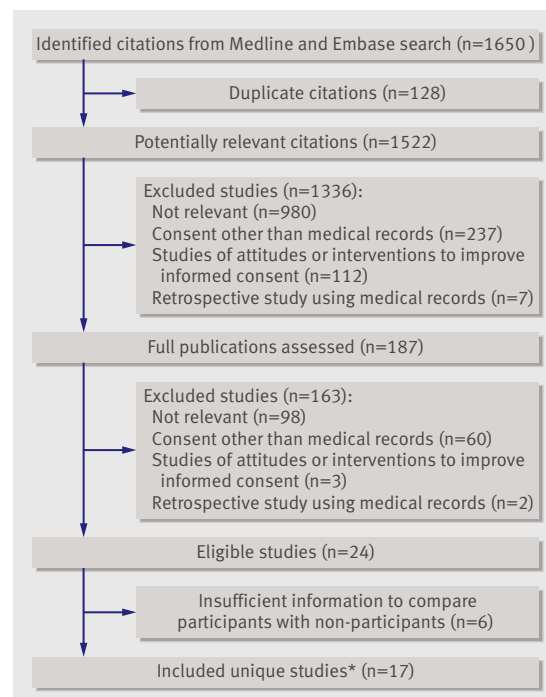 Identified citations from Medline and Embase search (n=1650)
Duplicate citations (n=128)
Potentially relevant citations (n=1522)
Excluded studies (n=1336):
Not relevant (n=980)
Consent other than medical records (n=237)
Studies of attitudes or interventions to improve
informed consent (n=112)
Retrospective study using medical records (n=7)
Full publications assessed (n=187)
Excluded studies (n=163):
Not relevant (n=98)
Consent other than medical records (n=60)
Studies of attitudes or interventions to improve
informed consent (n=3)
Retrospective study using medical records (n=2)
Eligible studies (n=24)
Insufficient information to compare
participants with non-participants (n=6)
Included unique studies* (n=17)